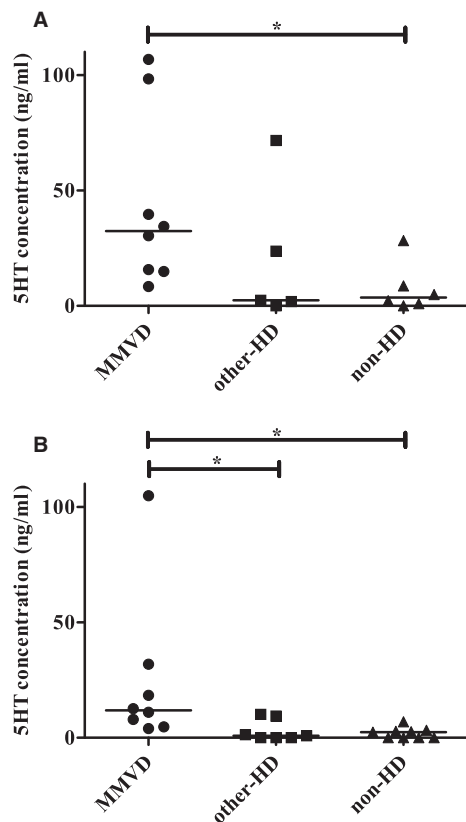 A
*
5HT concentration (ng/ml)
100
50
0
MMVD
other-HD
non-HD
B
*
*
5HT concentration (ng/ml)
100
50
0
MMVD
other-HD
non-HD